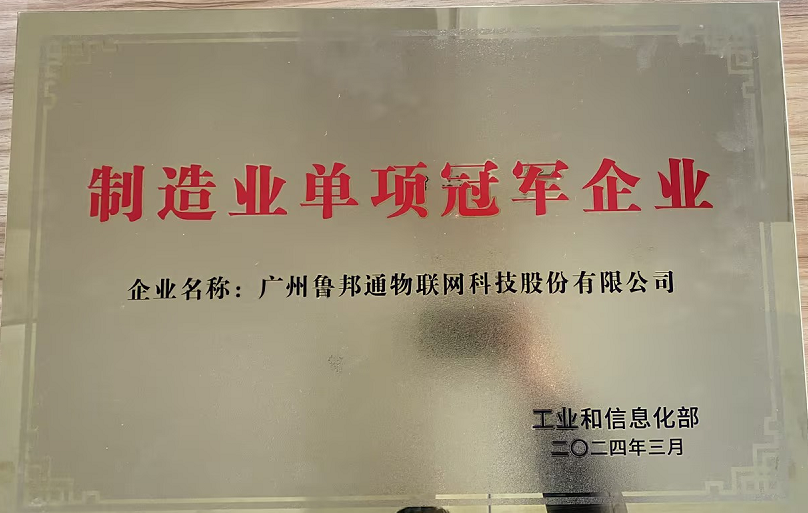 制造业单项冠军企业
企业名称：广州鲁邦通物联网科技股份有限公司
工业和信息化部
二〇二四年三月